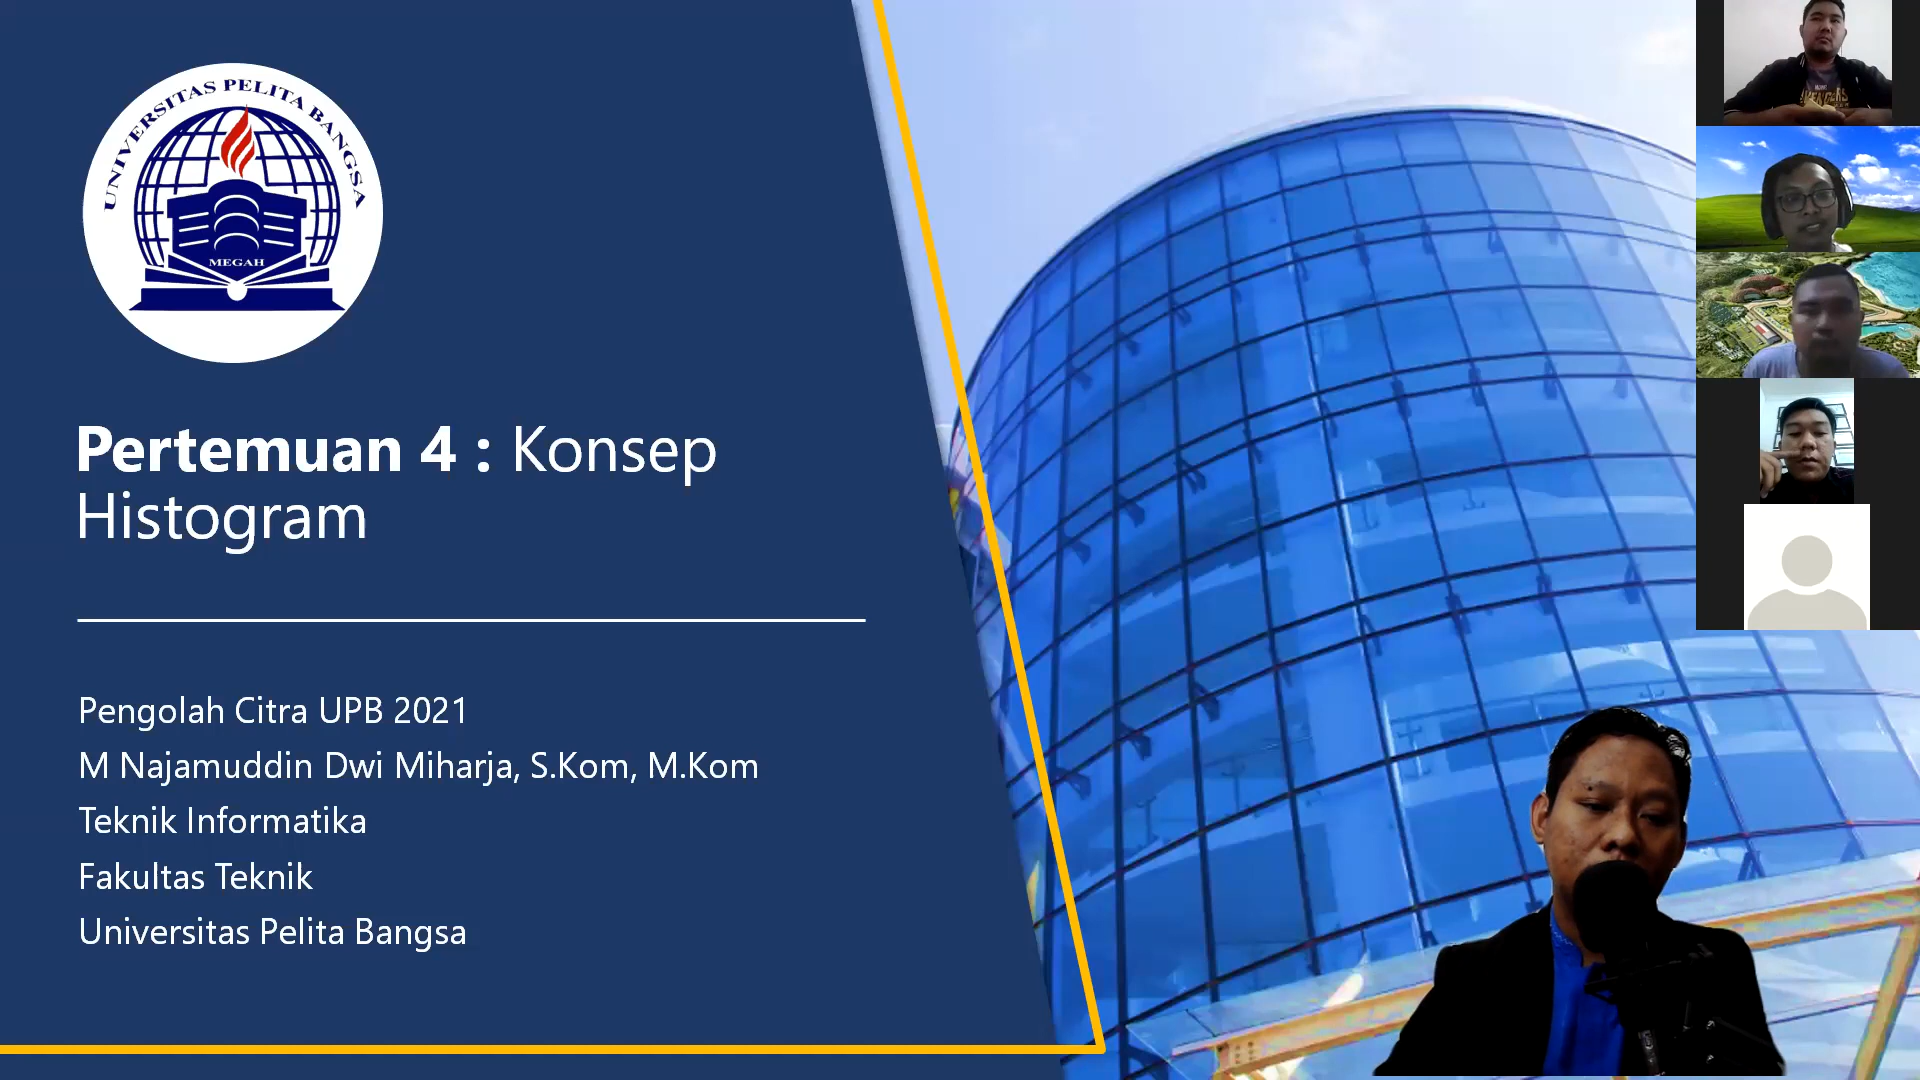 UNIVERSITAS PELITA BANGSA
MEGAH
Pertemuan 4 : Konsep
Histogram
Pengolah Citra UPB 2021
M Najamuddin Dwi Miharja, S.Kom, M.Kom
Teknik Informatika
Fakultas Teknik
Universitas Pelita Bangsa